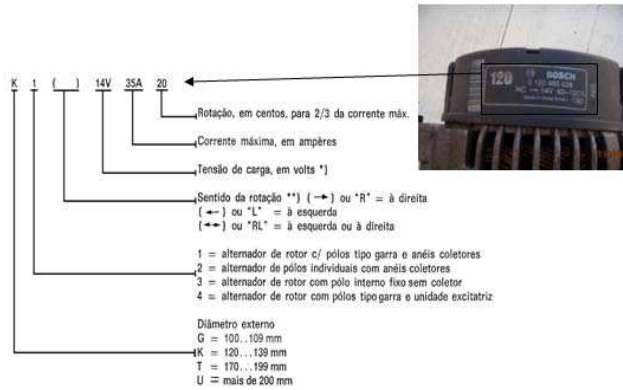 K 1 ( ) 14V 35A 20
Rotação, em centos, para 2/3 da corrente máx.
Corrente máxima, em ampères
Tensão de carga, em volts *)
Sentido da rotação **) (→) ou "R" = à direita
(←) ou "L" = à esquerda
(↔) ou "RL" = à esquerda ou à direita
1 = alternador de rotor c/ pólos tipo garra e anéis coletores
2 = alternador de pólos individuais com anéis coletores
3 = alternador de rotor com pólo interno fixo sem coletor
4 = alternador de rotor com pólos tipo garra e unidade excitatriz
Diâmetro externo
G = 100...109 mm
K = 120...139 mm
T = 170...199 mm
U = mais de 200 mm
120 BOSCH
14V